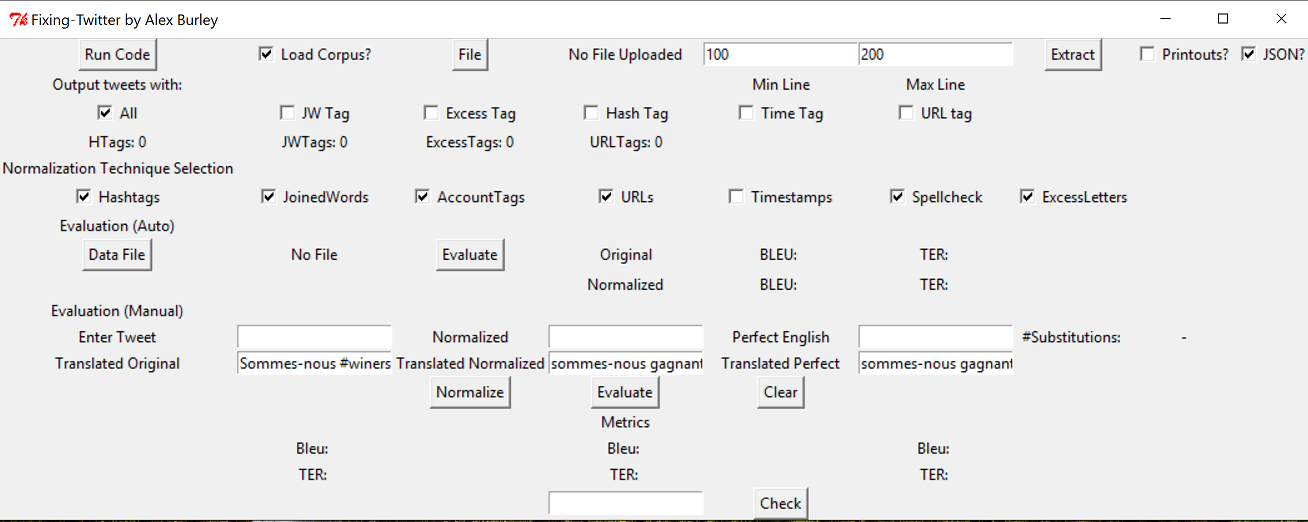 Fixing-Twitter by Alex Burley
Run Code Load Corpus? File No File Uploaded 100 200 Extract Printouts? JSON?
Output tweets with: Min Line Max Line
All JW Tag Excess Tag Hash Tag Time Tag URL tag
HTags: 0 JWTags: 0 ExcessTags: 0 URLTags: 0
Normalization Technique Selection
Hashtags JoinedWords AccountTags URLs Timestamps Spellcheck ExcessLetters
Evaluation (Auto)
Data File No File Evaluate Original BLEU: TER:
Normalized BLEU: TER:
Evaluation (Manual)
Enter Tweet Normalized Perfect English #Substitutions: -
Translated Original Sommes-nous #winers Translated Normalized sommes-nous gagnant Translated Perfect sommes-nous gagnant
Normalize Evaluate Clear
Metrics
Bleu: Bleu: Bleu:
TER: TER: TER:
Check